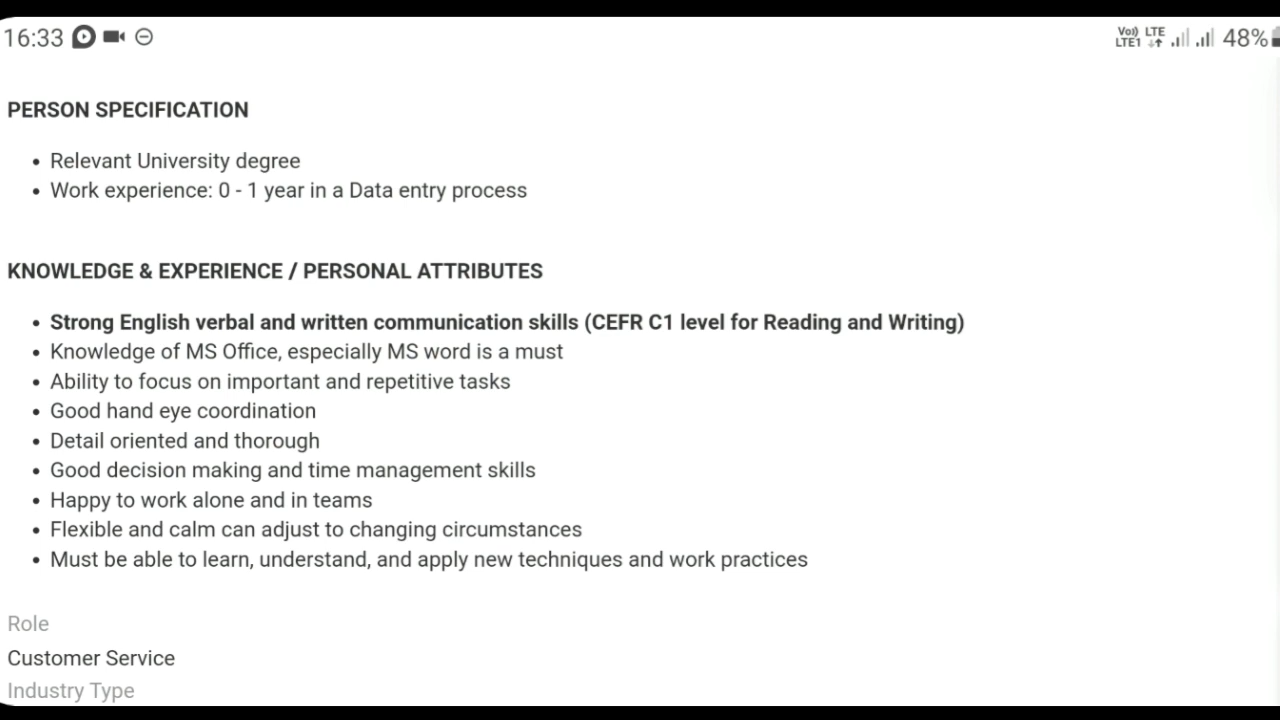 16:33 Vo)) LTE LTE1 48%
PERSON SPECIFICATION
• Relevant University degree
• Work experience: 0 - 1 year in a Data entry process
KNOWLEDGE & EXPERIENCE / PERSONAL ATTRIBUTES
• Strong English verbal and written communication skills (CEFR C1 level for Reading and Writing)
• Knowledge of MS Office, especially MS word is a must
• Ability to focus on important and repetitive tasks
• Good hand eye coordination
• Detail oriented and thorough
• Good decision making and time management skills
• Happy to work alone and in teams
• Flexible and calm can adjust to changing circumstances
• Must be able to learn, understand, and apply new techniques and work practices
Role
Customer Service
Industry Type